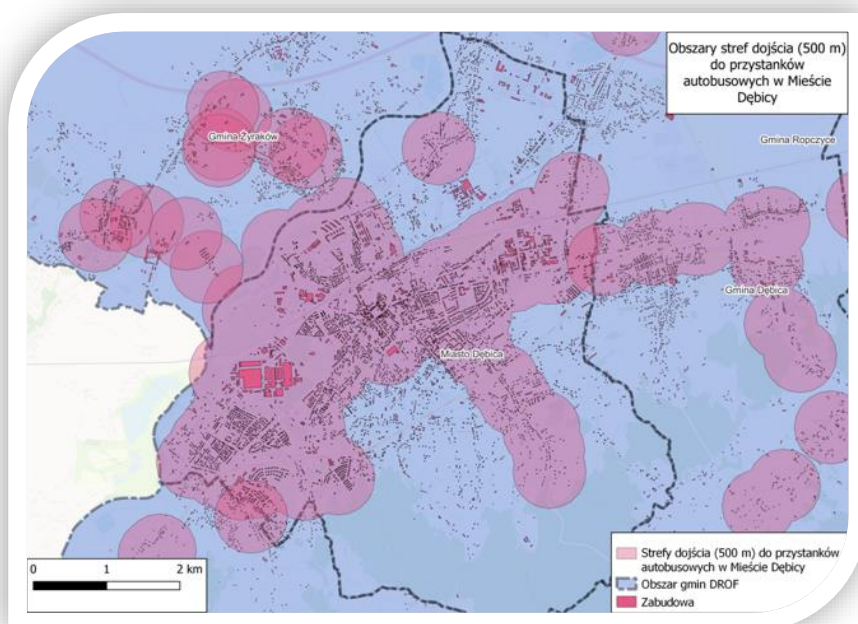 Obszary stref dojścia (500 m)
do przystanków
autobusowych w Mieście
Dębicy
Gmina Żyraków
Gmina Ropczyce
Gmina Dębica
Miasto Dębica
0 1 2 km
Strefy dojścia (500 m) do przystanków
autobusowych w Mieście Dębicy
Obszar gmin DROF
Zabudowa